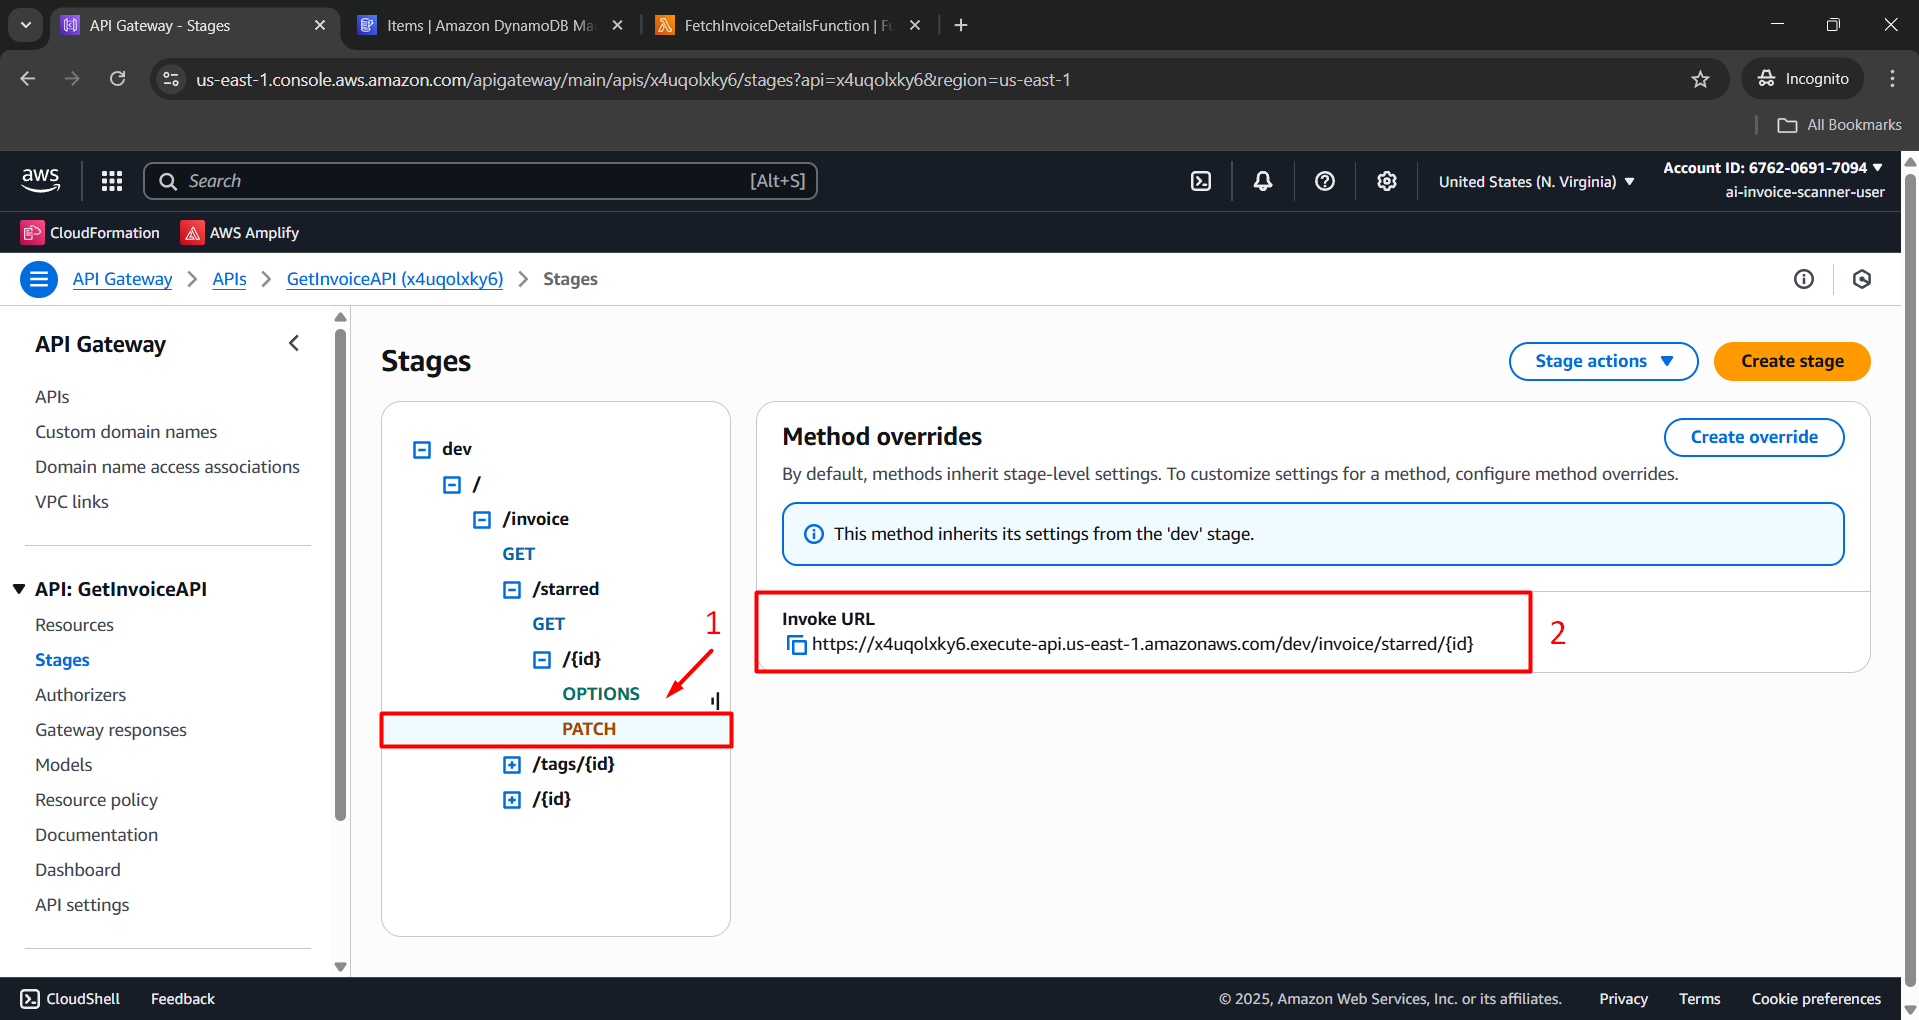 API Gateway - Stages
Items | Amazon DynamoDB Ma
FetchInvoiceDetailsFunction | Fu
us-east-1.console.aws.amazon.com/apigateway/main/apis/x4uqolxky6/stages?api=x4uqolxky6&region=us-east-1
Incognito
All Bookmarks
aws
Search
[Alt+S]
United States (N. Virginia)
Account ID: 6762-0691-7094
ai-invoice-scanner-user
CloudFormation
AWS Amplify
API Gateway
APIs
GetInvoiceAPI (x4uqolxky6)
Stages
API Gateway
APIs
Custom domain names
Domain name access associations
VPC links
API: GetInvoiceAPI
Resources
Stages
Authorizers
Gateway responses
Models
Resource policy
Documentation
Dashboard
API settings
Stages
Stage actions
Create stage
dev
/
/invoice
GET
/starred
GET
/{id}
OPTIONS
PATCH
/tags/{id}
/{id}
1
Method overrides
Create override
By default, methods inherit stage-level settings. To customize settings for a method, configure method overrides.
This method inherits its settings from the 'dev' stage.
Invoke URL
https://x4uqolxky6.execute-api.us-east-1.amazonaws.com/dev/invoice/starred/{id}
2
CloudShell
Feedback
© 2025, Amazon Web Services, Inc. or its affiliates.
Privacy
Terms
Cookie preferences